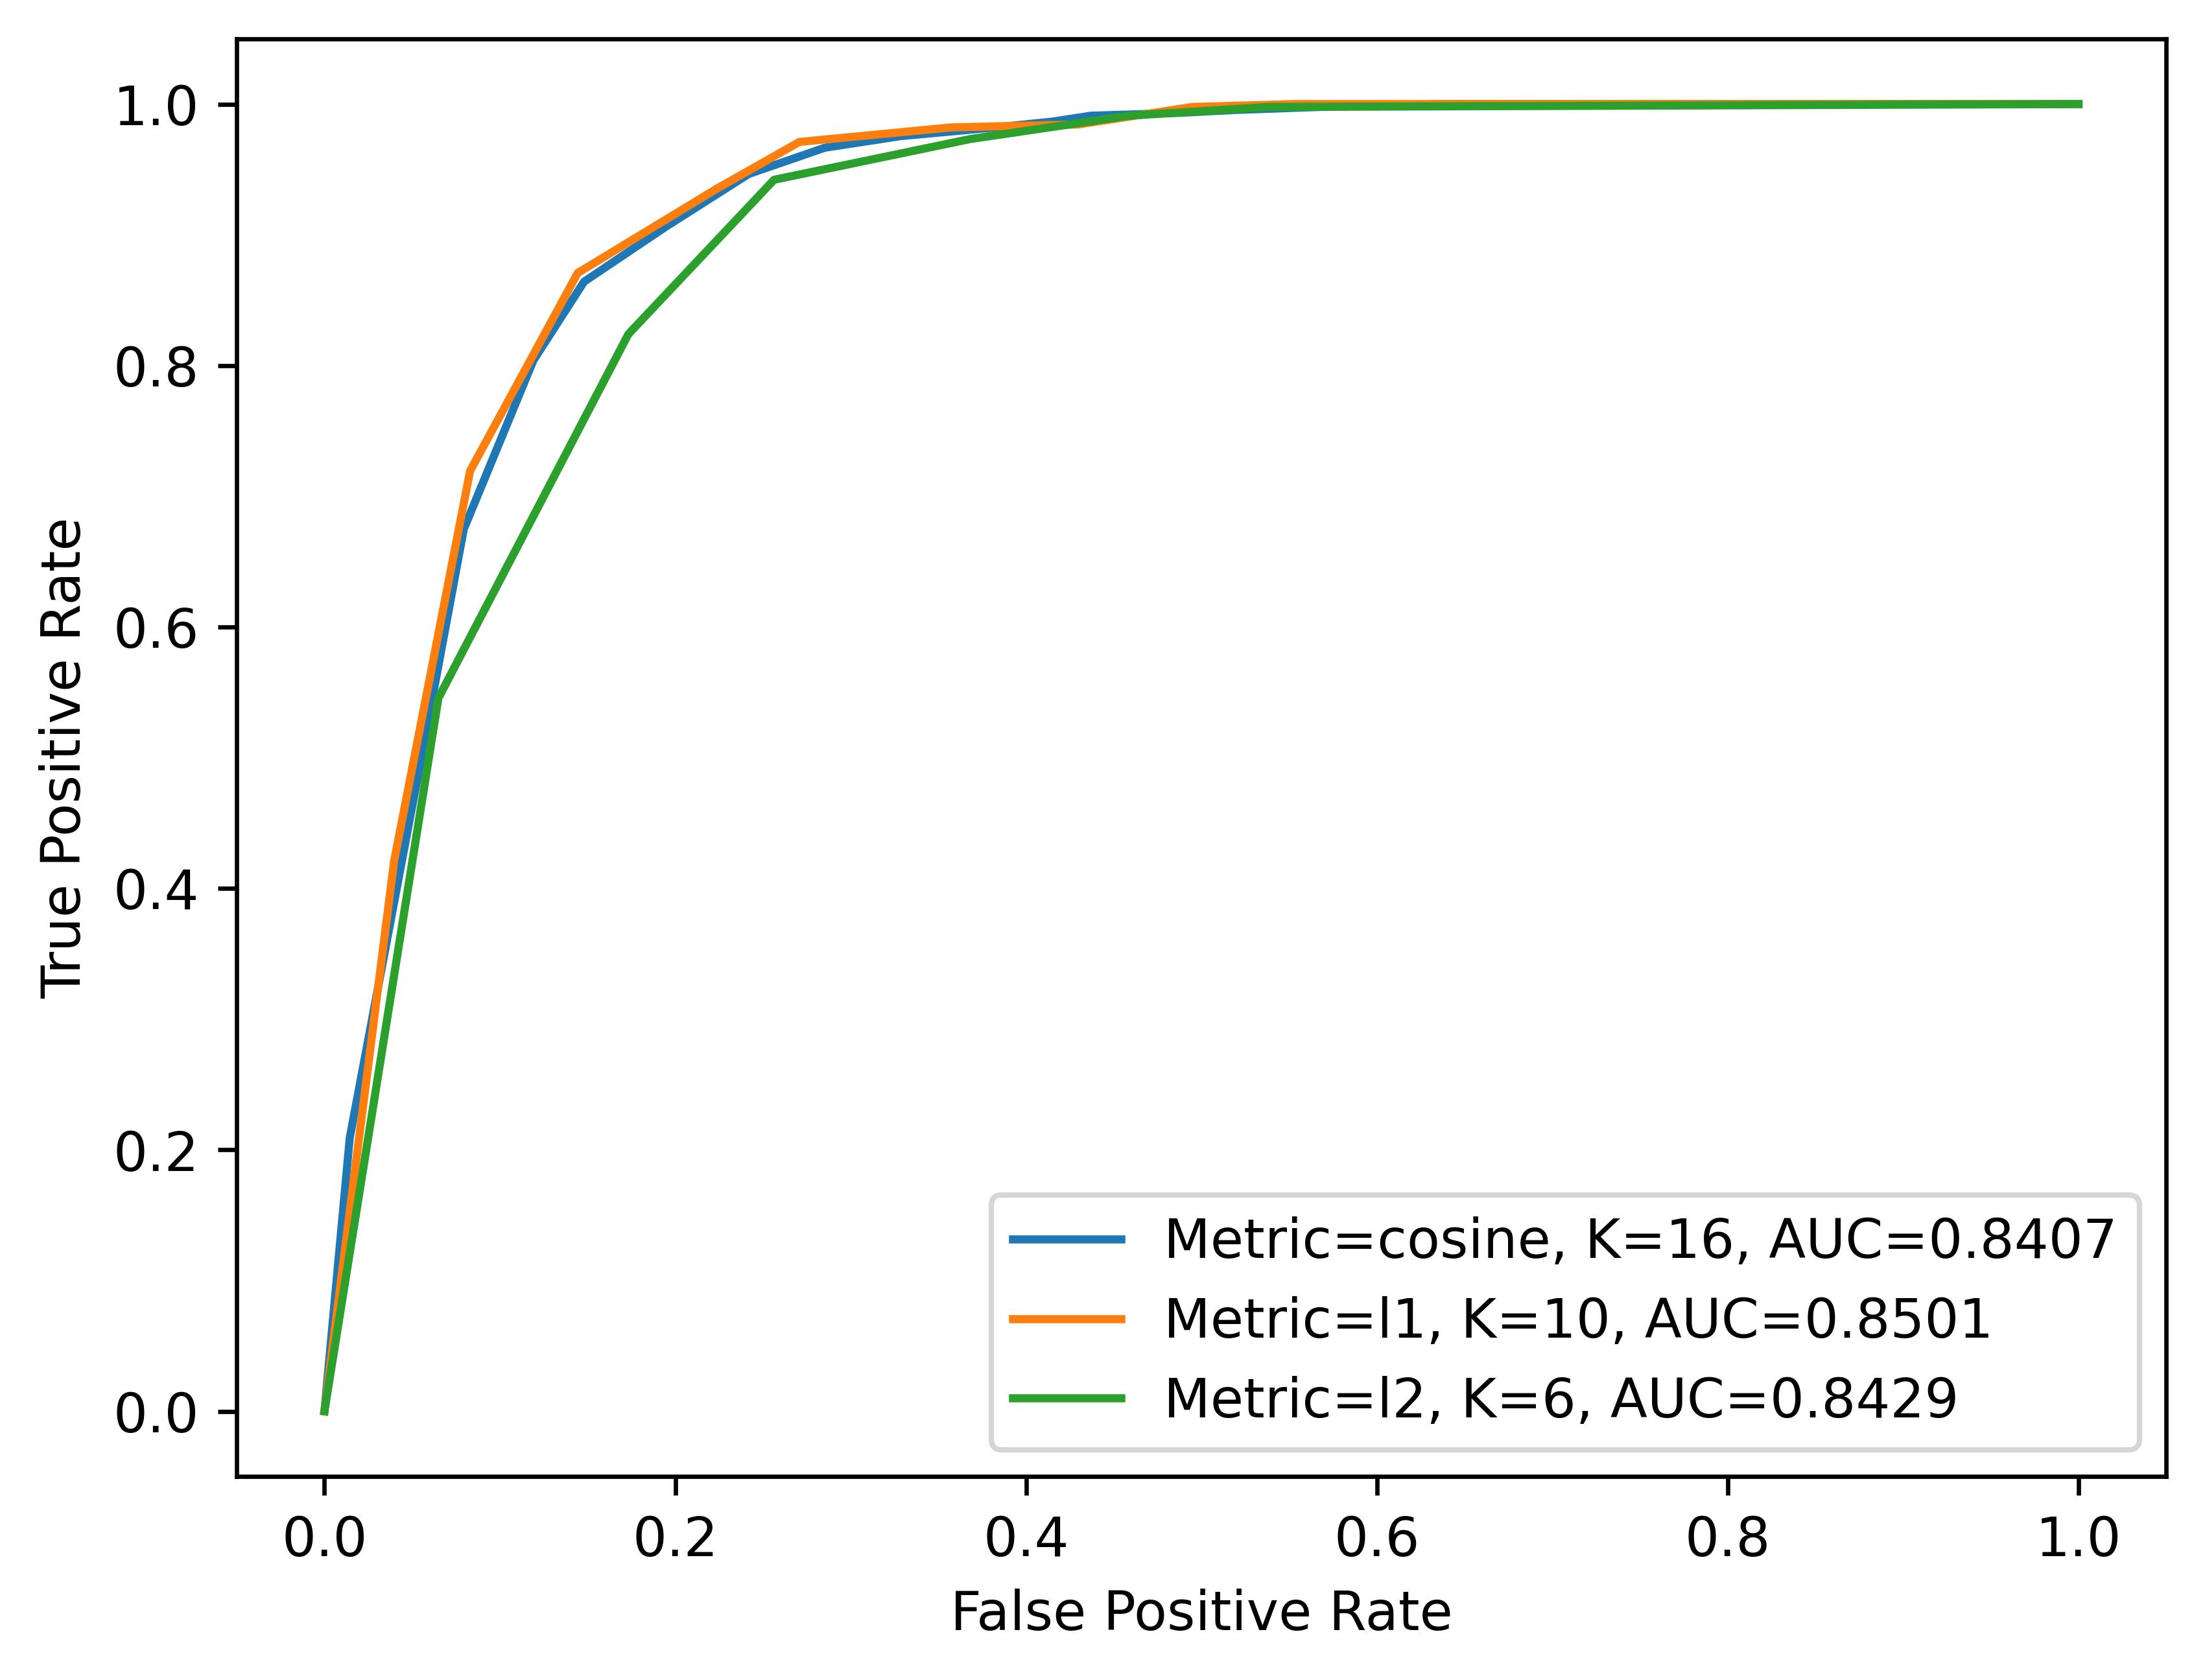 1.0
0.8
0.6
0.4
0.2
0.0
True Positive Rate
0.0 0.2 0.4 0.6 0.8 1.0
False Positive Rate
Metric=cosine, K=16, AUC=0.8407
Metric=l1, K=10, AUC=0.8501
Metric=l2, K=6, AUC=0.8429